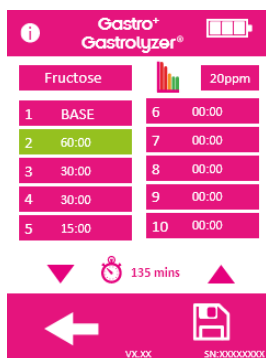 i
Gastro+
Gastrolyzer®
Fructose
20ppm
1 BASE
2 60:00
3 30:00
4 30:00
5 15:00
6 00:00
7 00:00
8 00:00
9 00:00
10 00:00
135 mins
VX.XX
SN:XXXXXXXX